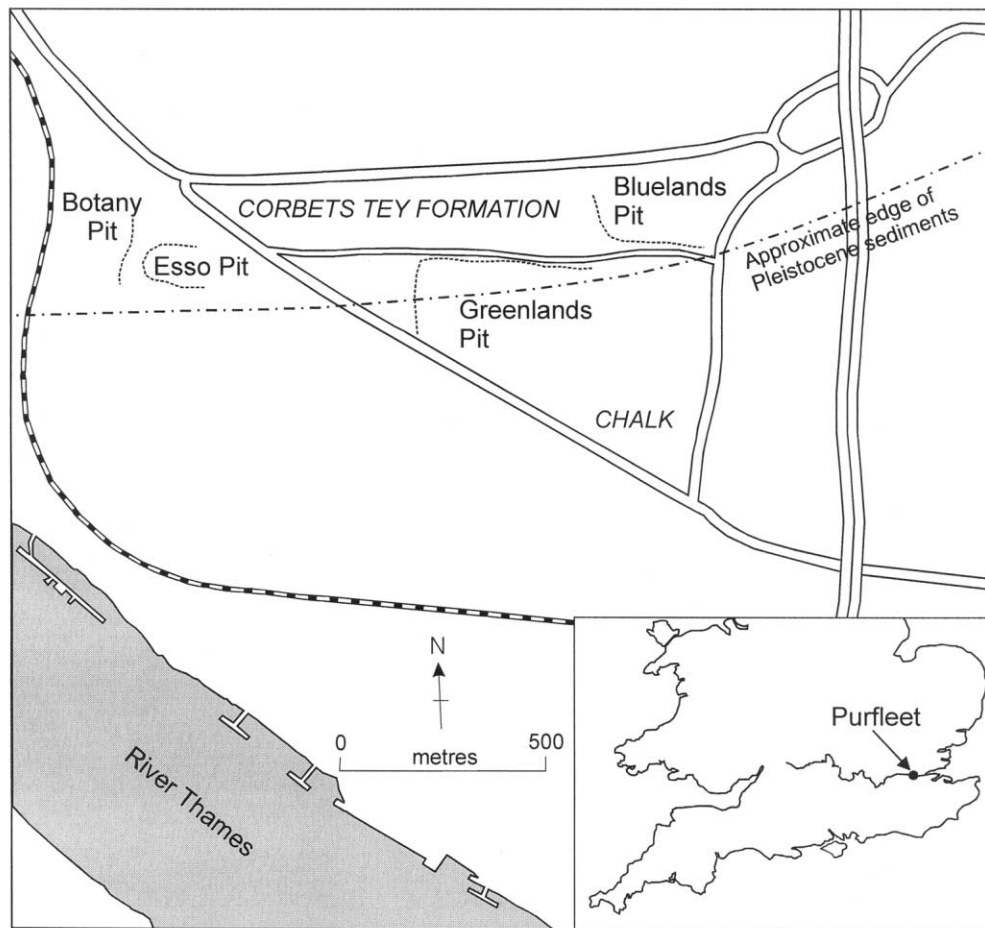 Botany
Pit
Esso Pit
CORBETS TEY FORMATION
Bluelands
Pit
Approximate edge of
Pleistocene sediments
Greenlands
Pit
CHALK
N
0
500
metres
River Thames
Purfleet